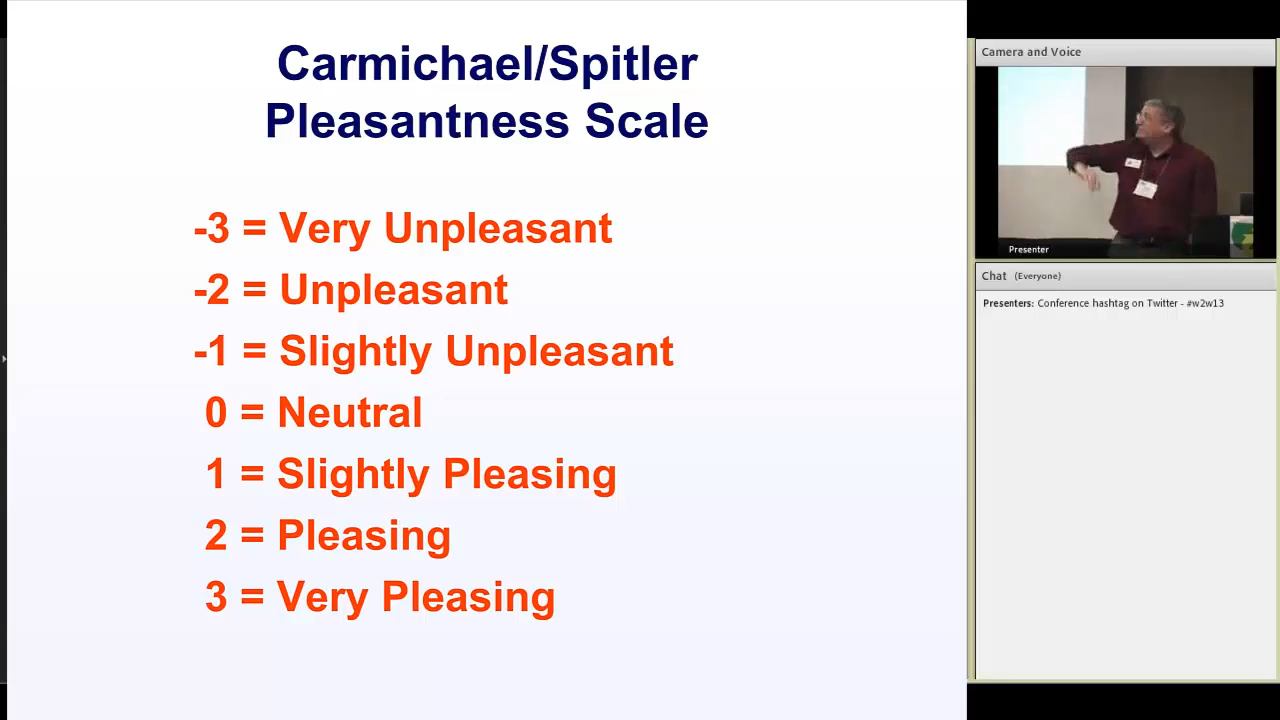 Carmichael/Spitler
Pleasantness Scale
-3 = Very Unpleasant
-2 = Unpleasant
-1 = Slightly Unpleasant
0 = Neutral
1 = Slightly Pleasing
2 = Pleasing
3 = Very Pleasing
Camera and Voice
Presenter
Chat (Everyone)
Presenters: Conference hashtag on Twitter - #w2w13